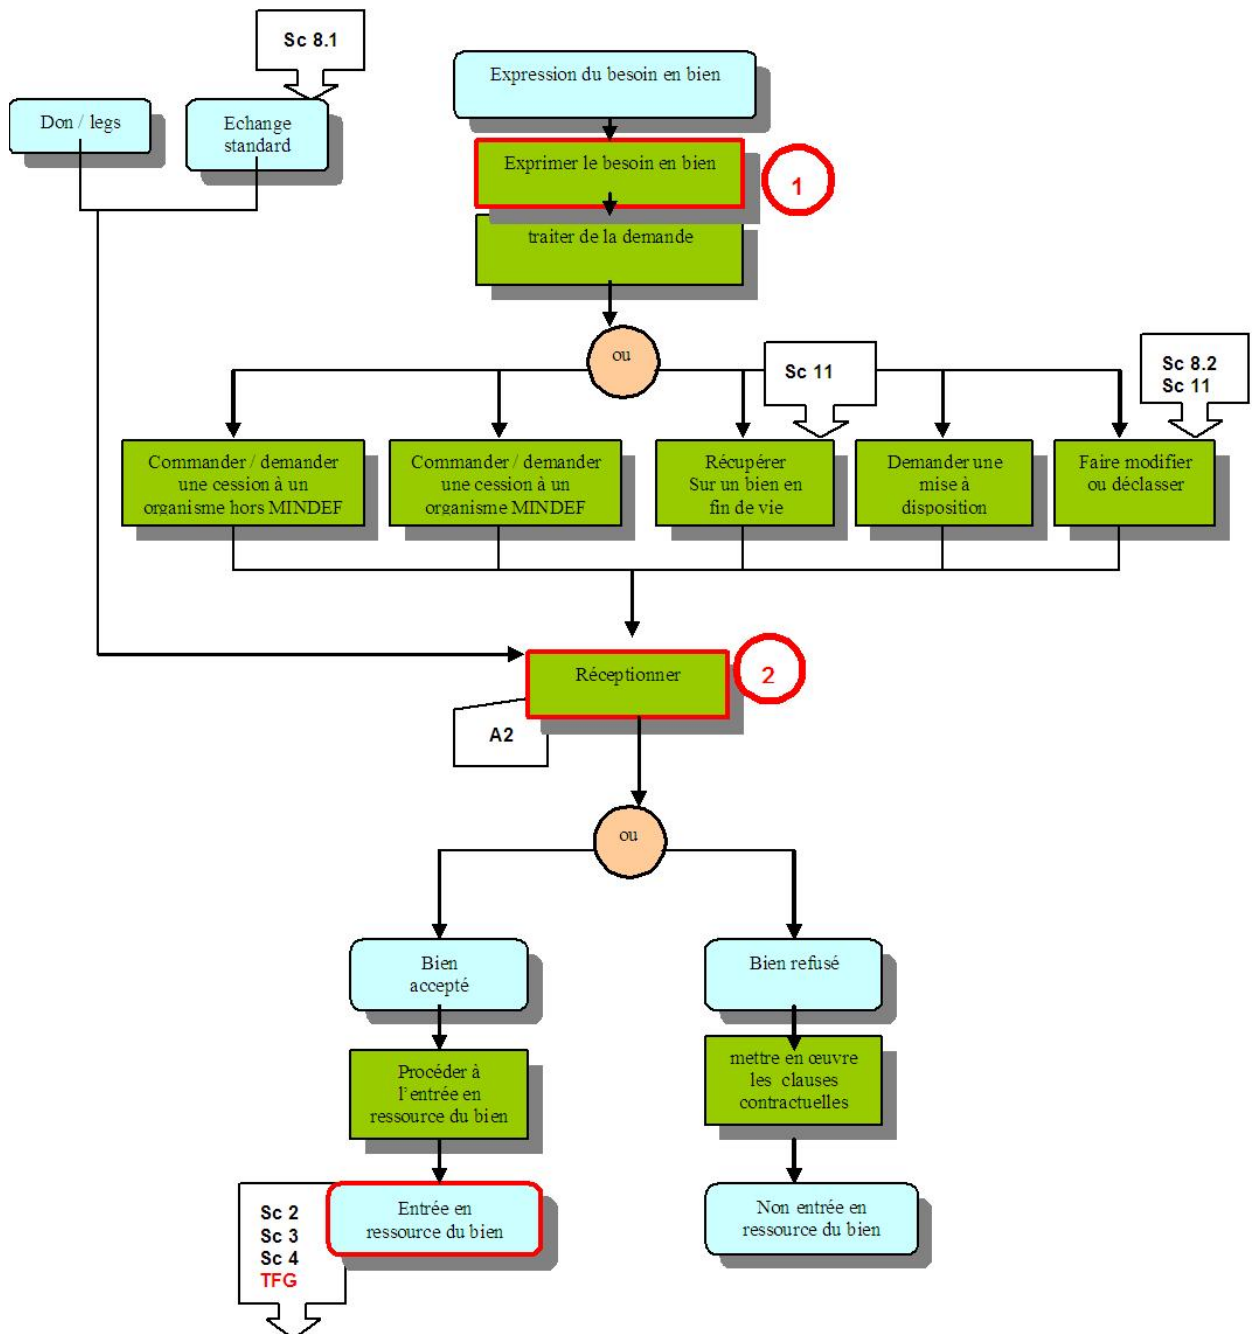 Sc 8.1
Expression du besoin en bien
Don / legs
Echange
standard
Exprimer le besoin en bien
1
traiter de la demande
ou
Sc 11
Sc 8.2
Sc 11
Commander / demander
une cession à un
organisme hors MINDEF
Commander / demander
une cession à un
organisme MINDEF
Récupérer
Sur un bien en
fin de vie
Demander une
mise à
disposition
Faire modifier
ou déclasser
Réceptionner
2
A2
ou
Bien
accepté
Bien refusé
Procéder à
l'entrée en
ressource du bien
mettre en œuvre
les clauses
contractuelles
Sc 2
Sc 3
Sc 4
TFG
Entrée en
ressource du bien
Non entrée en
ressource du bien